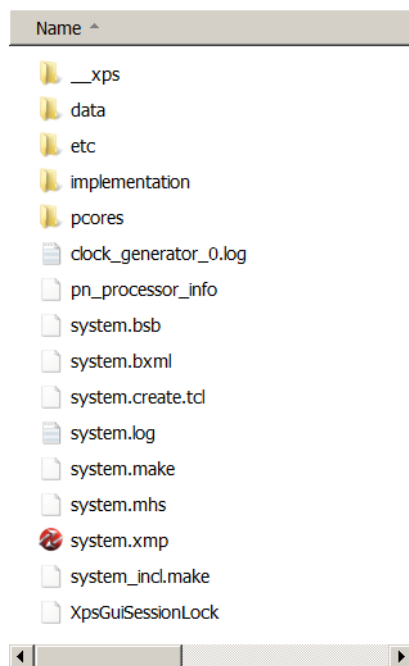 Name
__xps
data
etc
implementation
pcores
clock_generator_0.log
pn_processor_info
system.bsb
system.bxml
system.create.tcl
system.log
system.make
system.mhs
system.xmp
system_incl.make
XpsGuiSessionLock